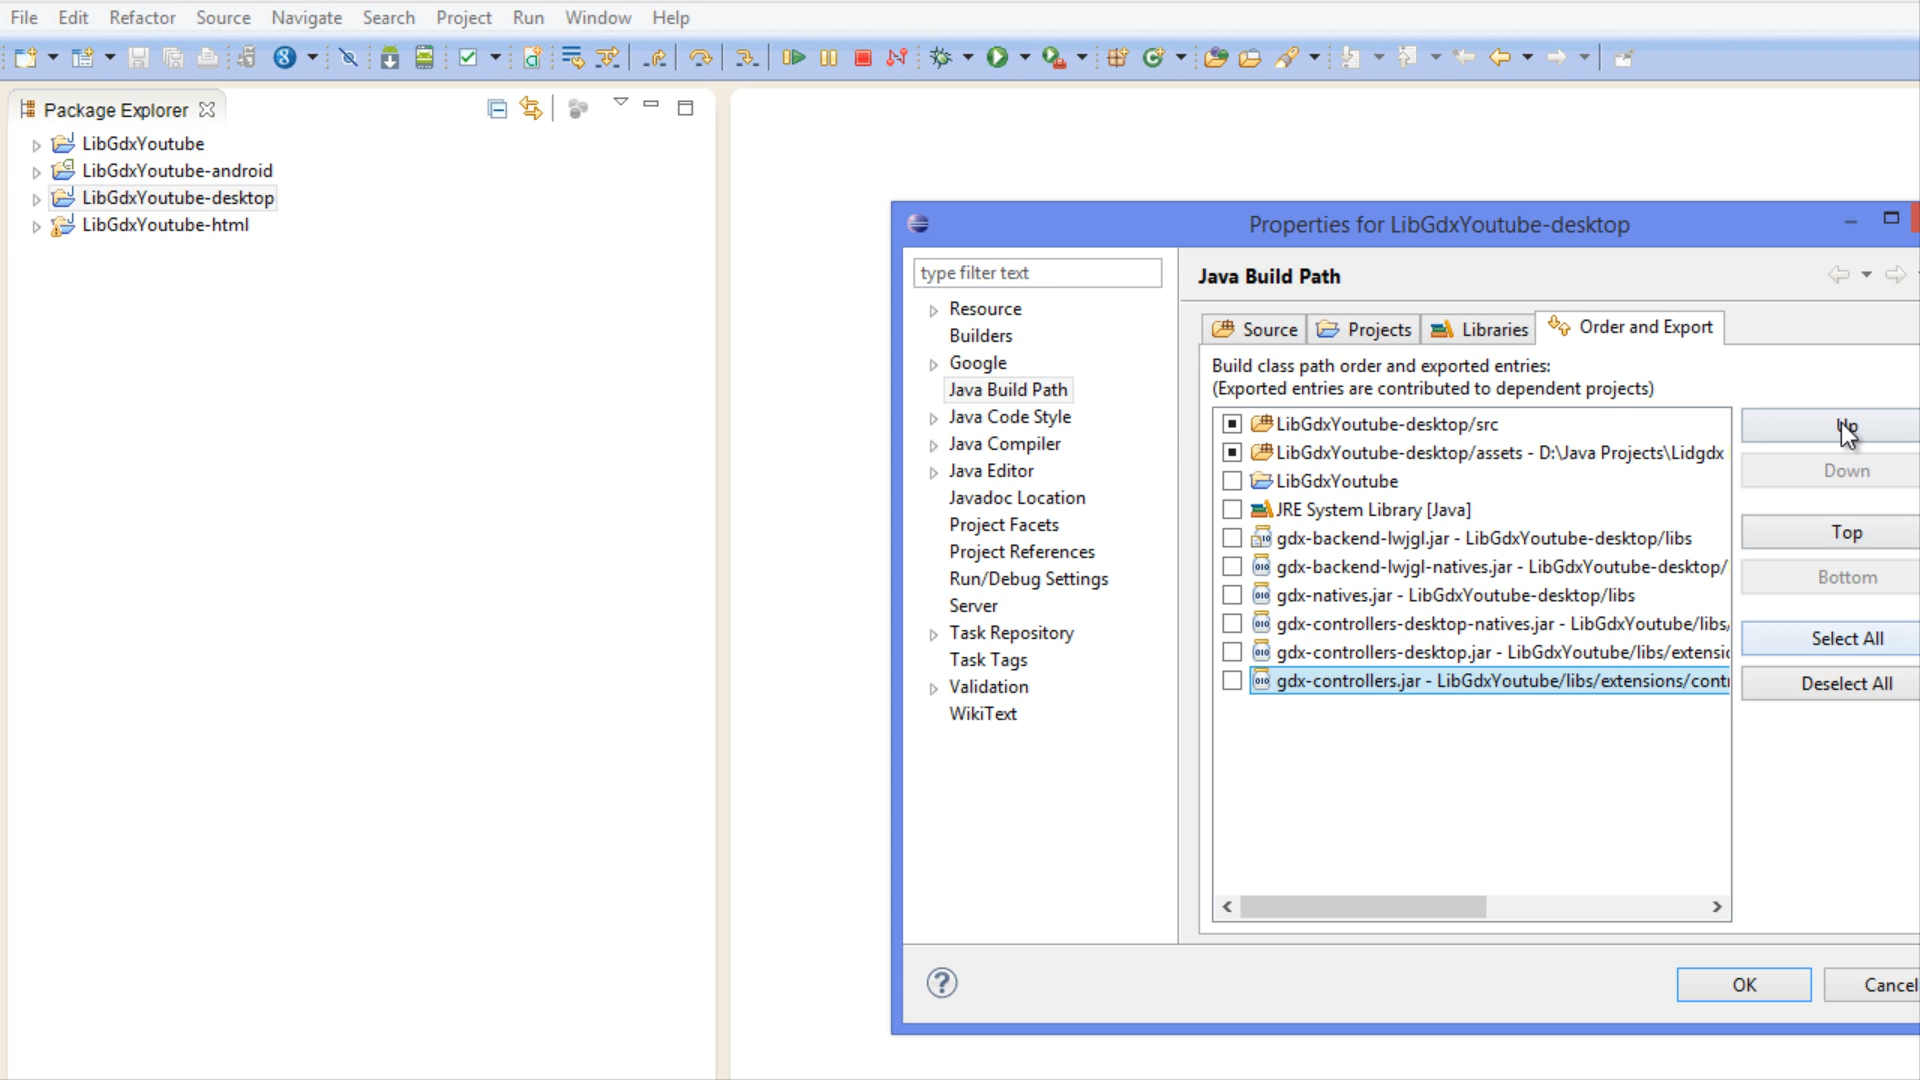 File Edit Refactor Source Navigate Search Project Run Window Help
Package Explorer
LibGdxYoutube
LibGdxYoutube-android
LibGdxYoutube-desktop
LibGdxYoutube-html
Properties for LibGdxYoutube-desktop
type filter text
Resource
Builders
Google
Java Build Path
Java Code Style
Java Compiler
Java Editor
Javadoc Location
Project Facets
Project References
Run/Debug Settings
Server
Task Repository
Task Tags
Validation
WikiText
Java Build Path
Source Projects Libraries Order and Export
Build class path order and exported entries:
(Exported entries are contributed to dependent projects)
LibGdxYoutube-desktop/src
LibGdxYoutube-desktop/assets - D:\Java Projects\Lidgdx
LibGdxYoutube
JRE System Library [Java]
gdx-backend-lwjgl.jar - LibGdxYoutube-desktop/libs
gdx-backend-lwjgl-natives.jar - LibGdxYoutube-desktop/
gdx-natives.jar - LibGdxYoutube-desktop/libs
gdx-controllers-desktop-natives.jar - LibGdxYoutube/libs/
gdx-controllers-desktop.jar - LibGdxYoutube/libs/extensio
gdx-controllers.jar - LibGdxYoutube/libs/extensions/cont
Up
Down
Top
Bottom
Select All
Deselect All
OK Cancel